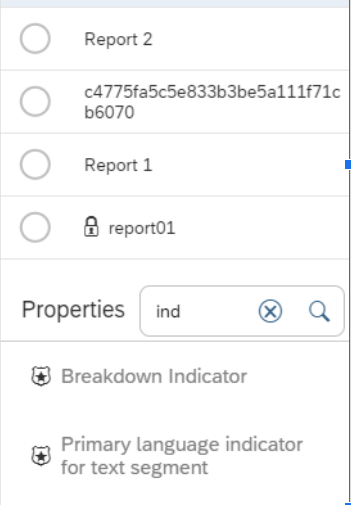 Report 2
c4775fa5c5e833b3be5a111f71c
b6070
Report 1
report01
Properties
ind
Breakdown Indicator
Primary language indicator
for text segment